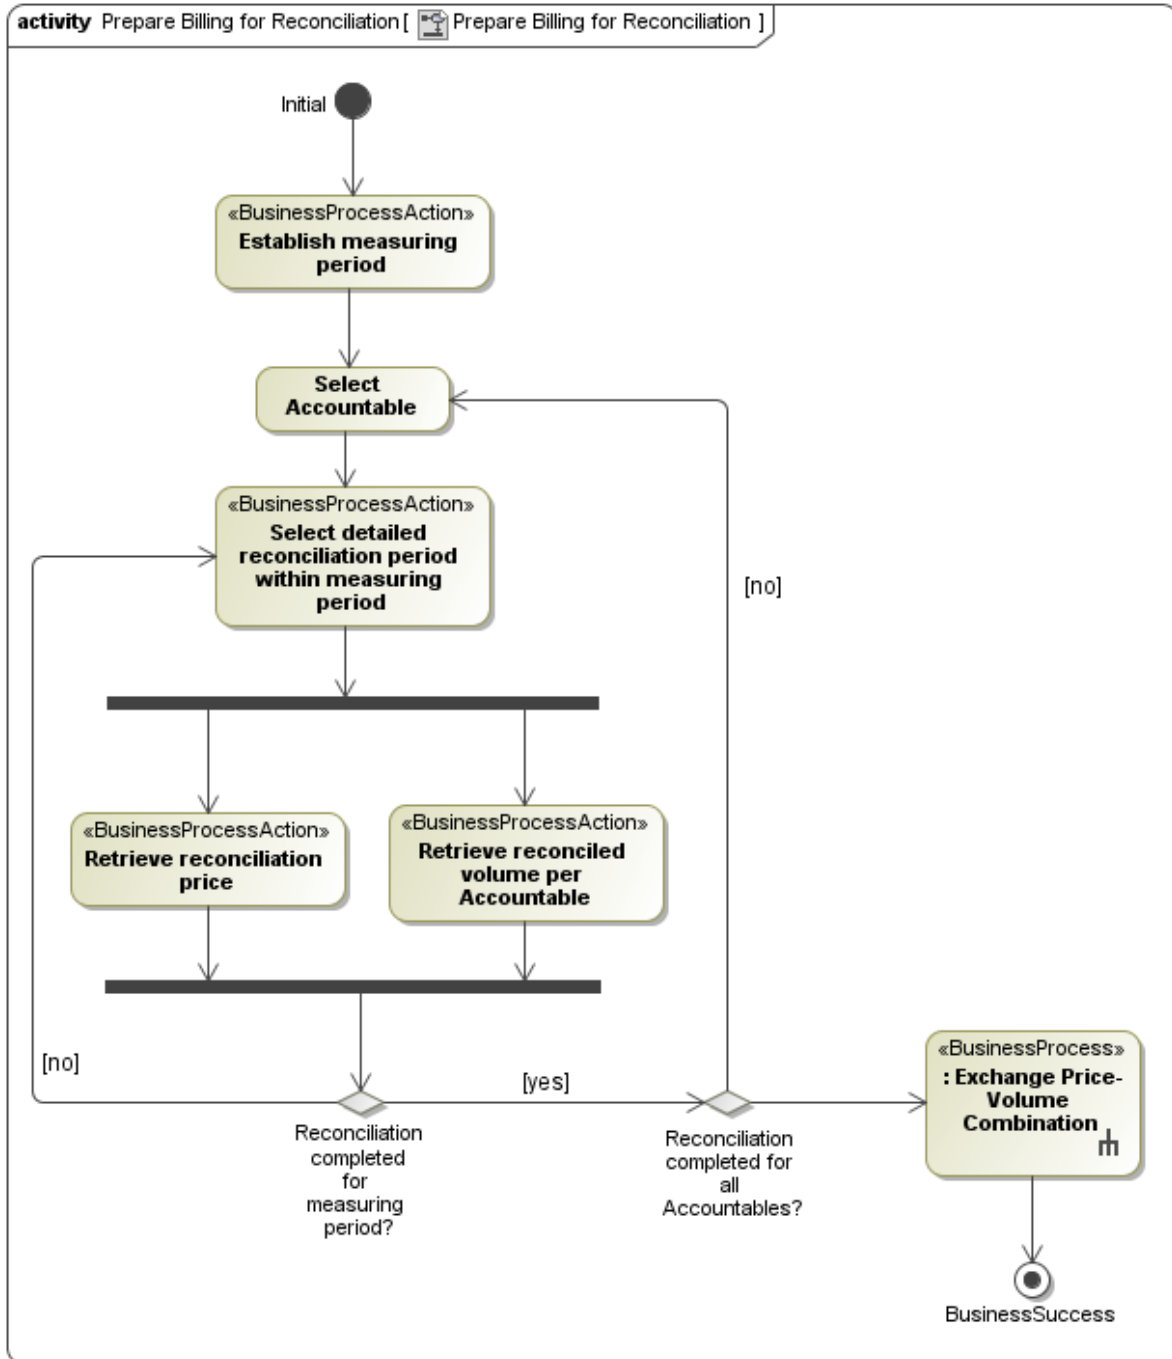 activity Prepare Billing for Reconciliation [ Prepare Billing for Reconciliation ]
Initial
«BusinessProcessAction»
Establish measuring
period
Select
Accountable
«BusinessProcessAction»
Select detailed
reconciliation period
within measuring
period
[no]
«BusinessProcessAction»
Retrieve reconciliation
price
«BusinessProcessAction»
Retrieve reconciled
volume per
Accountable
[no]
[yes]
Reconciliation
completed
for
measuring
period?
Reconciliation
completed for
all
Accountables?
«BusinessProcess»
: Exchange Price-
Volume
Combination
BusinessSuccess